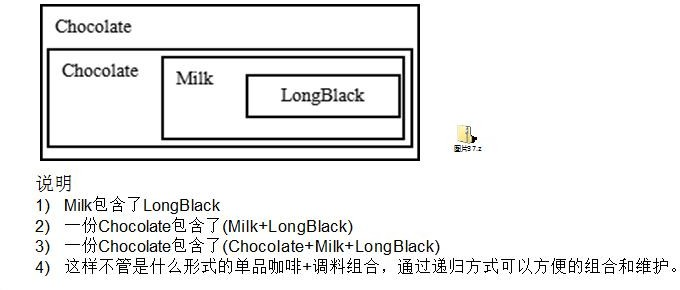 Chocolate
Chocolate
Milk
LongBlack
说明
1) Milk包含了LongBlack
2) 一份Chocolate包含了(Milk+LongBlack)
3) 一份Chocolate包含了(Chocolate+Milk+LongBlack)
4) 这样不管是什么形式的单品咖啡+调料组合，通过递归方式可以方便的组合和维护。